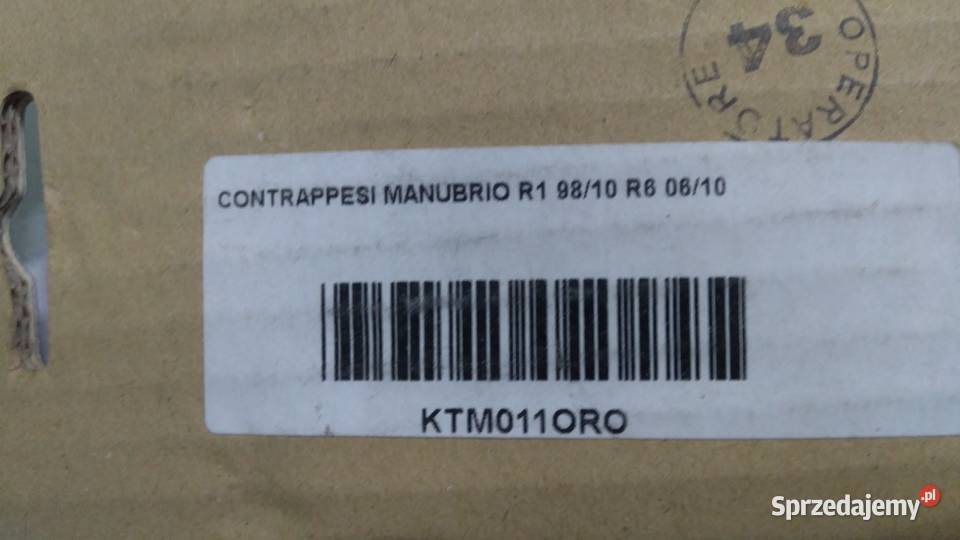 34
OPERATORE
CONTRAPPESI MANUBRIO R1 98/10 R6 06/10
KTM011ORO
Sprzedajemy.pl